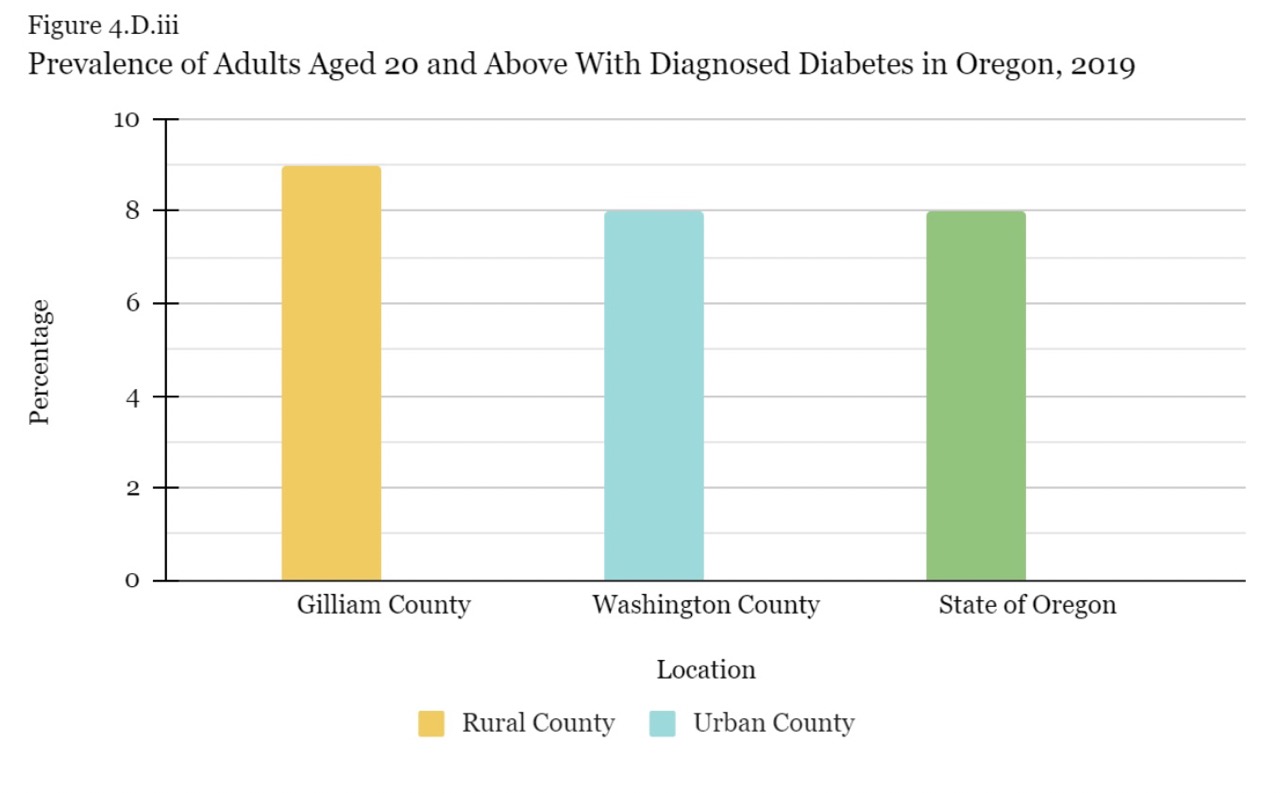 Figure 4.D.iii
Prevalence of Adults Aged 20 and Above With Diagnosed Diabetes in Oregon, 2019
10
8
6
4
2
0
Percentage
Gilliam County
Washington County
State of Oregon
Location
Rural County
Urban County